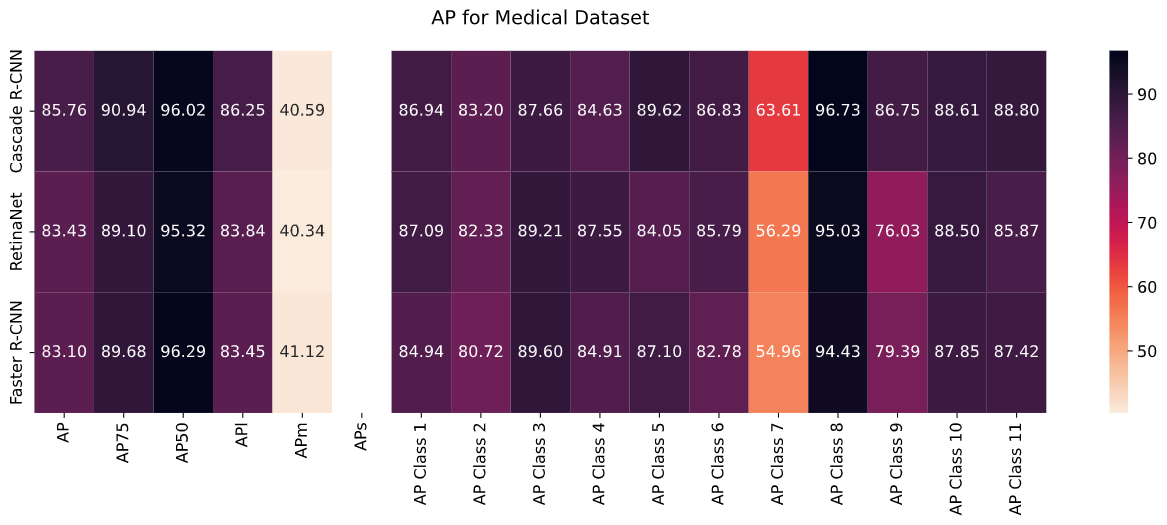 AP for Medical Dataset
Cascade R-CNN
85.76 90.94 96.02 86.25 40.59 86.94 83.20 87.66 84.63 89.62 86.83 63.61 96.73 86.75 88.61 88.80
RetinaNet
83.43 89.10 95.32 83.84 40.34 87.09 82.33 89.21 87.55 84.05 85.79 56.29 95.03 76.03 88.50 85.87
Faster R-CNN
83.10 89.68 96.29 83.45 41.12 84.94 80.72 89.60 84.91 87.10 82.78 54.96 94.43 79.39 87.85 87.42
AP
AP75
AP50
APl
APm
APs
AP Class 1
AP Class 2
AP Class 3
AP Class 4
AP Class 5
AP Class 6
AP Class 7
AP Class 8
AP Class 9
AP Class 10
AP Class 11
90
80
70
60
50